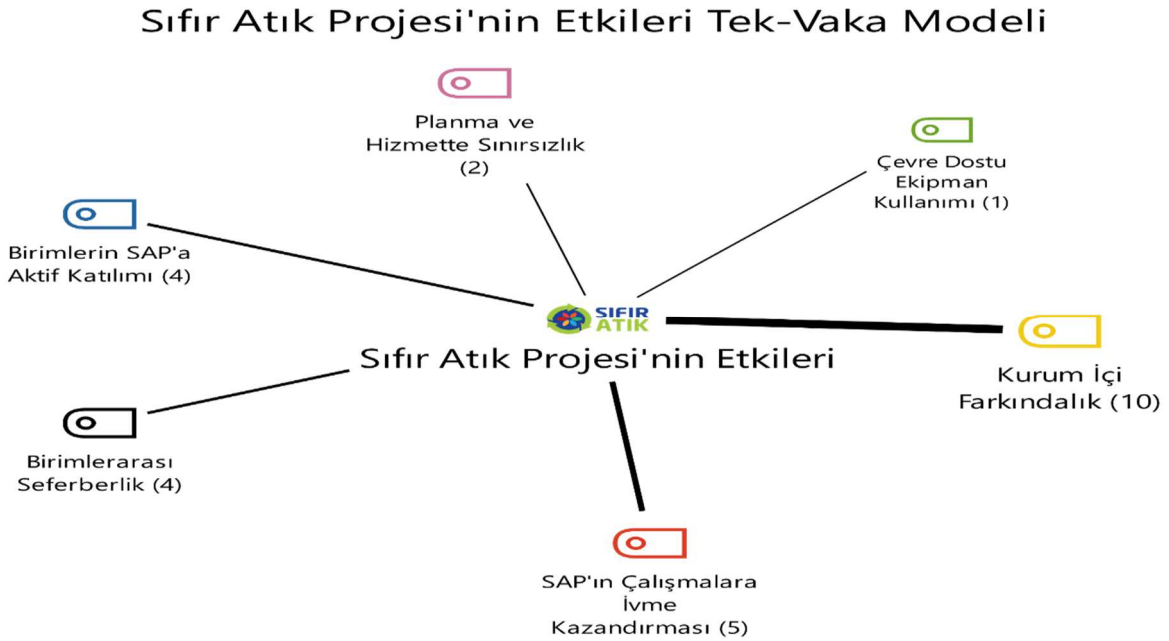 Sıfır Atık Projesi'nin Etkileri Tek-Vaka Modeli
Planma ve
Hizmette Sınırsızlık
(2)
Çevre Dostu
Ekipman
Kullanımı (1)
Birimlerin SAP'a
Aktif Katılımı (4)
SIFIR
ATIK
Sıfır Atık Projesi'nin Etkileri
Kurum İçi
Farkındalık (10)
Birimlerarası
Seferberlik (4)
SAP'ın Çalışmalara
İvme
Kazandırması (5)